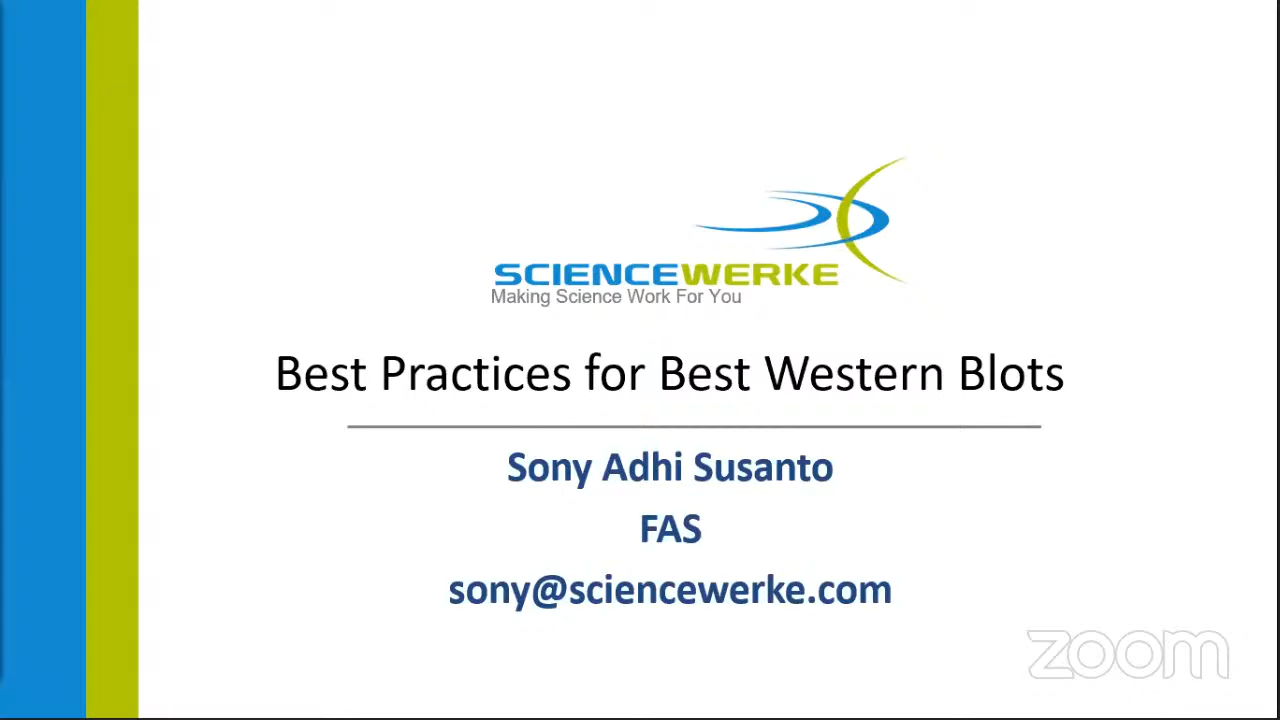 SCIENCEWERKE
Making Science Work For You
Best Practices for Best Western Blots
Sony Adhi Susanto
FAS
sony@sciencewerke.com
zoom